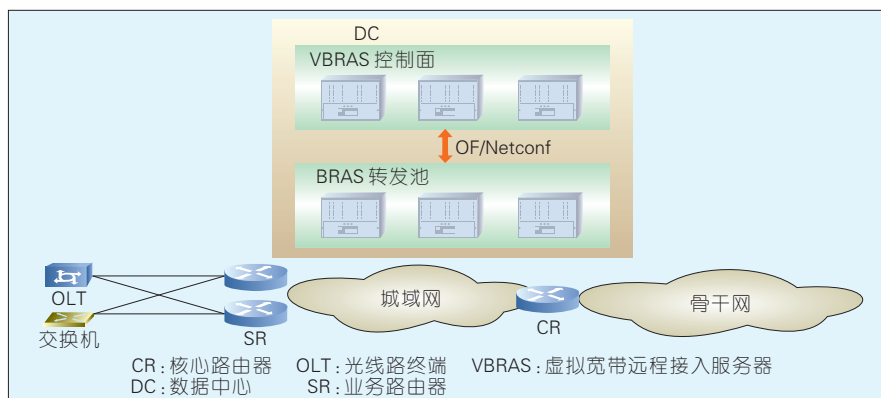 DC
VBRAS 控制面
OF/Netconf
BRAS 转发池
OLT
交换机
SR
城域网
CR
骨干网
CR：核心路由器 OLT：光线路终端 VBRAS：虚拟宽带远程接入服务器
DC：数据中心 SR：业务路由器